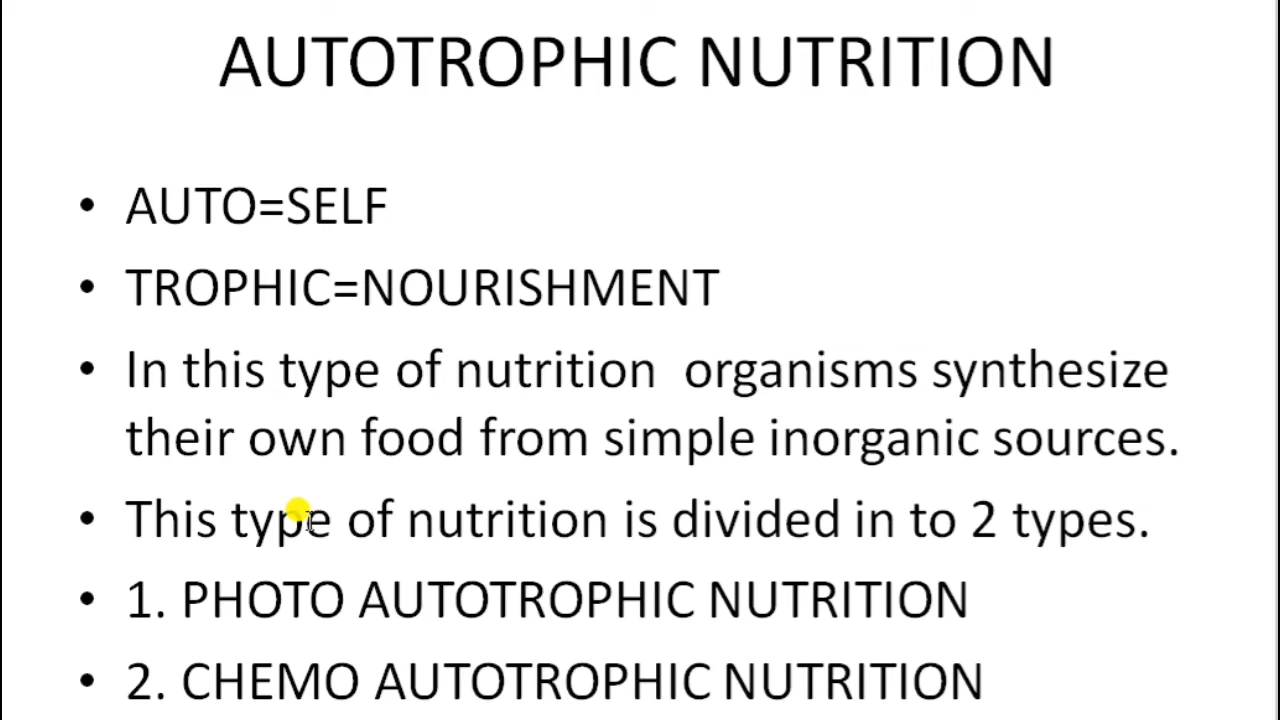 AUTOTROPHIC NUTRITION
• AUTO=SELF
• TROPHIC=NOURISHMENT
• In this type of nutrition  organisms synthesize
their own food from simple inorganic sources.
• This type of nutrition is divided in to 2 types.
• 1. PHOTO AUTOTROPHIC NUTRITION
• 2. CHEMO AUTOTROPHIC NUTRITION